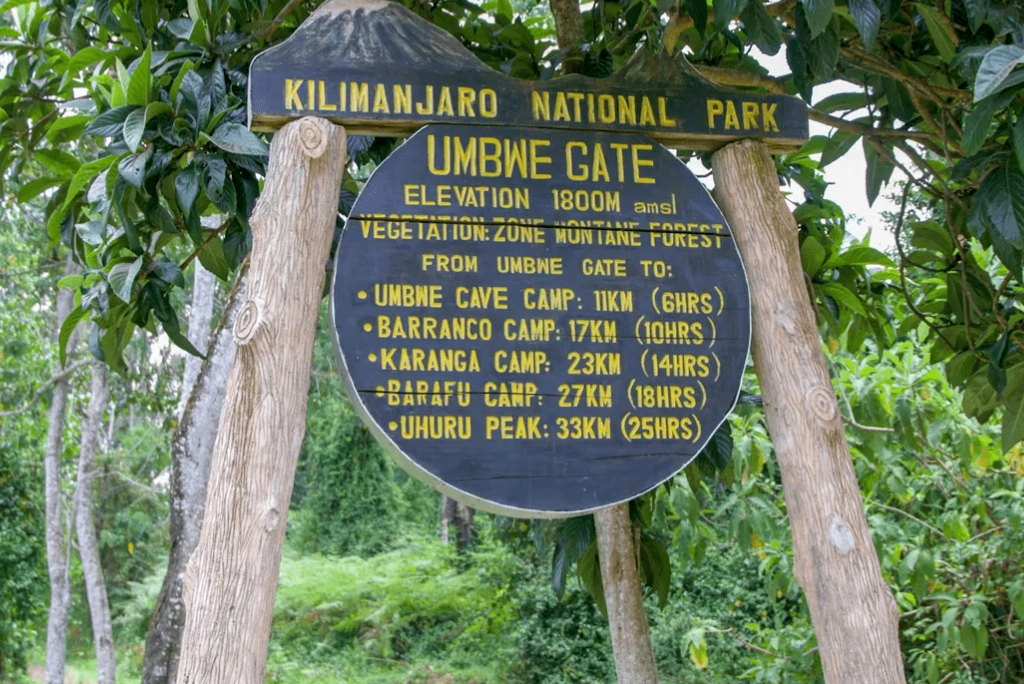 KILIMANJARO NATIONAL PARK
UMBWE GATE
ELEVATION 1800M amsl
VEGETATION: ZONE MONTANE FOREST
FROM UMBWE GATE TO:
• UMBWE CAVE CAMP: 11KM (6HRS)
• BARRANCO CAMP: 17KM (10HRS)
• KARANGA CAMP: 23KM (14HRS)
• BARAFU CAMP: 27KM (18HRS)
• UHURU PEAK: 33KM (25HRS)